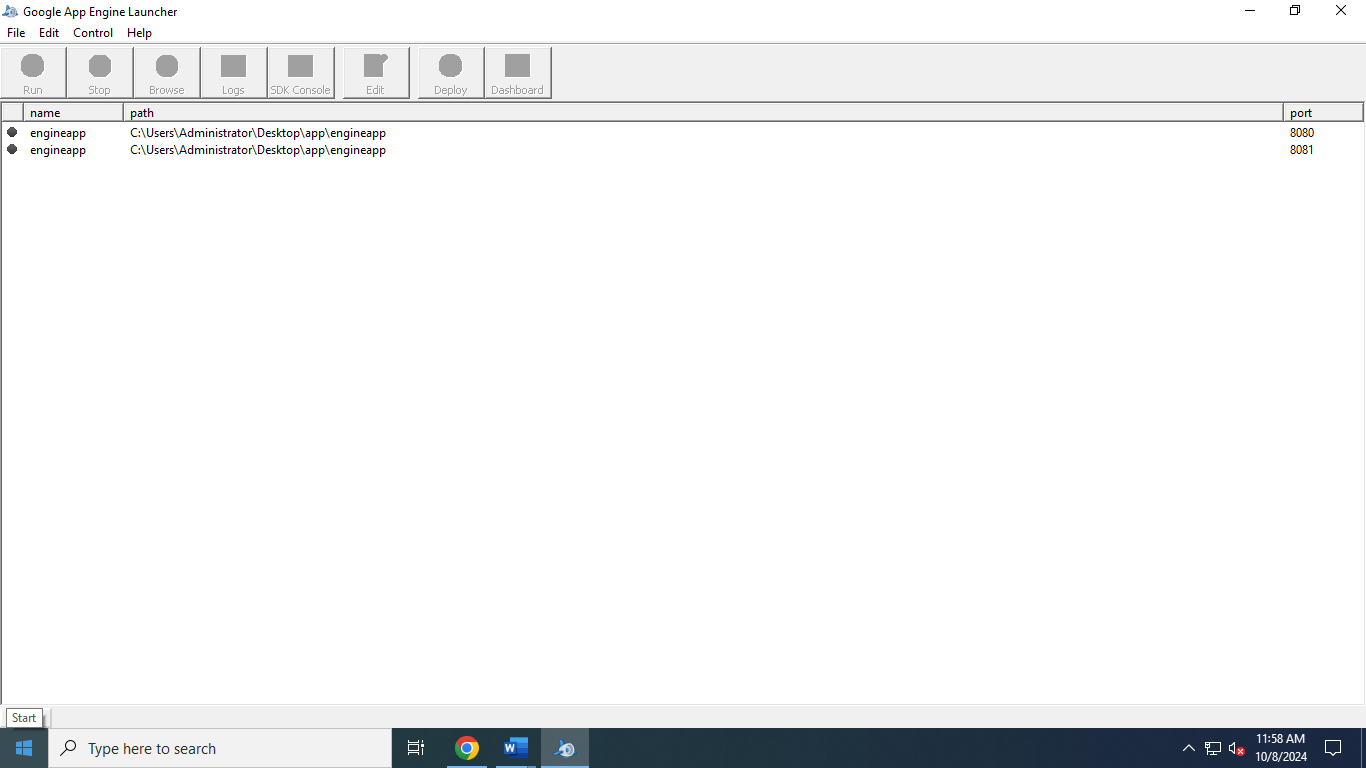 Google App Engine Launcher
File Edit Control Help
Run Stop Browse Logs SDK Console Edit Deploy Dashboard
name path port
engineapp C:\Users\Administrator\Desktop\app\engineapp 8080
engineapp C:\Users\Administrator\Desktop\app\engineapp 8081
Start
Type here to search
11:58 AM
10/8/2024